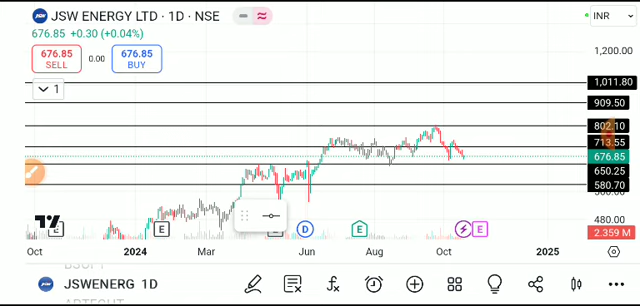 JSW JSW ENERGY LTD · 1D · NSE
INR
676.85 +0.30 (+0.04%)
676.85 SELL
0.00
676.85 BUY
1
1,200.00
1,011.80
909.50
802.10
713.55
676.85
650.25
580.70
480.00
2.359 M
E E E D E E
Oct 2024 Mar Jun Aug Oct 2025
JSW JSWENERG 1D